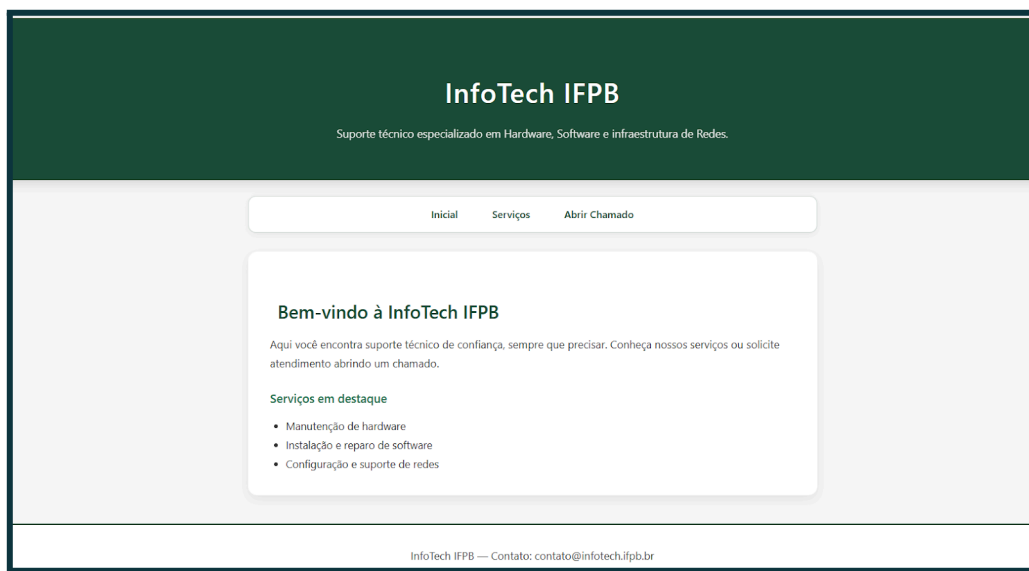 InfoTech IFPB
Suporte técnico especializado em Hardware, Software e infraestrutura de Redes.
Inicial Serviços Abrir Chamado
Bem-vindo à InfoTech IFPB
Aqui você encontra suporte técnico de confiança, sempre que precisar. Conheça nossos serviços ou solicite
atendimento abrindo um chamado.
Serviços em destaque
• Manutenção de hardware
• Instalação e reparo de software
• Configuração e suporte de redes
InfoTech IFPB — Contato: contato@infotech.ifpb.br